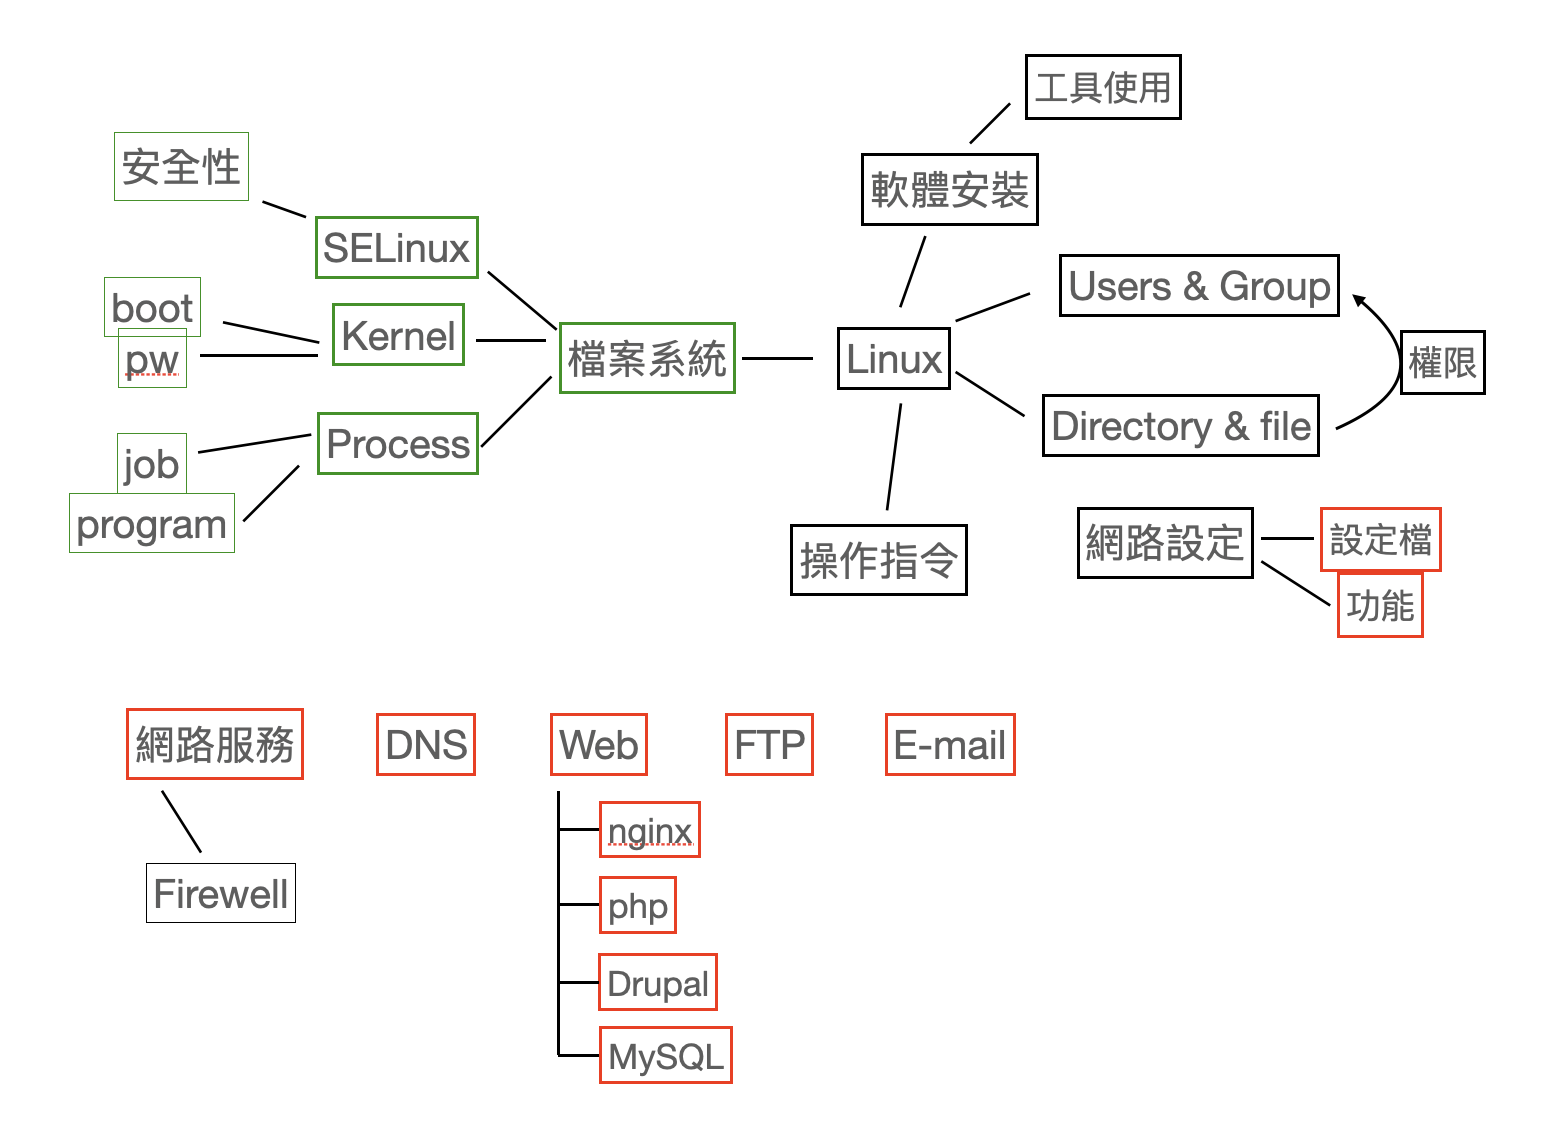 工具使用
安全性
軟體安裝
SELinux
Users & Group
boot
Kernel
pw
檔案系統
Linux
權限
Directory & file
Process
job
program
操作指令
網路設定
設定檔
功能
網路服務
DNS
Web
FTP
E-mail
nginx
Firewell
php
Drupal
MySQL